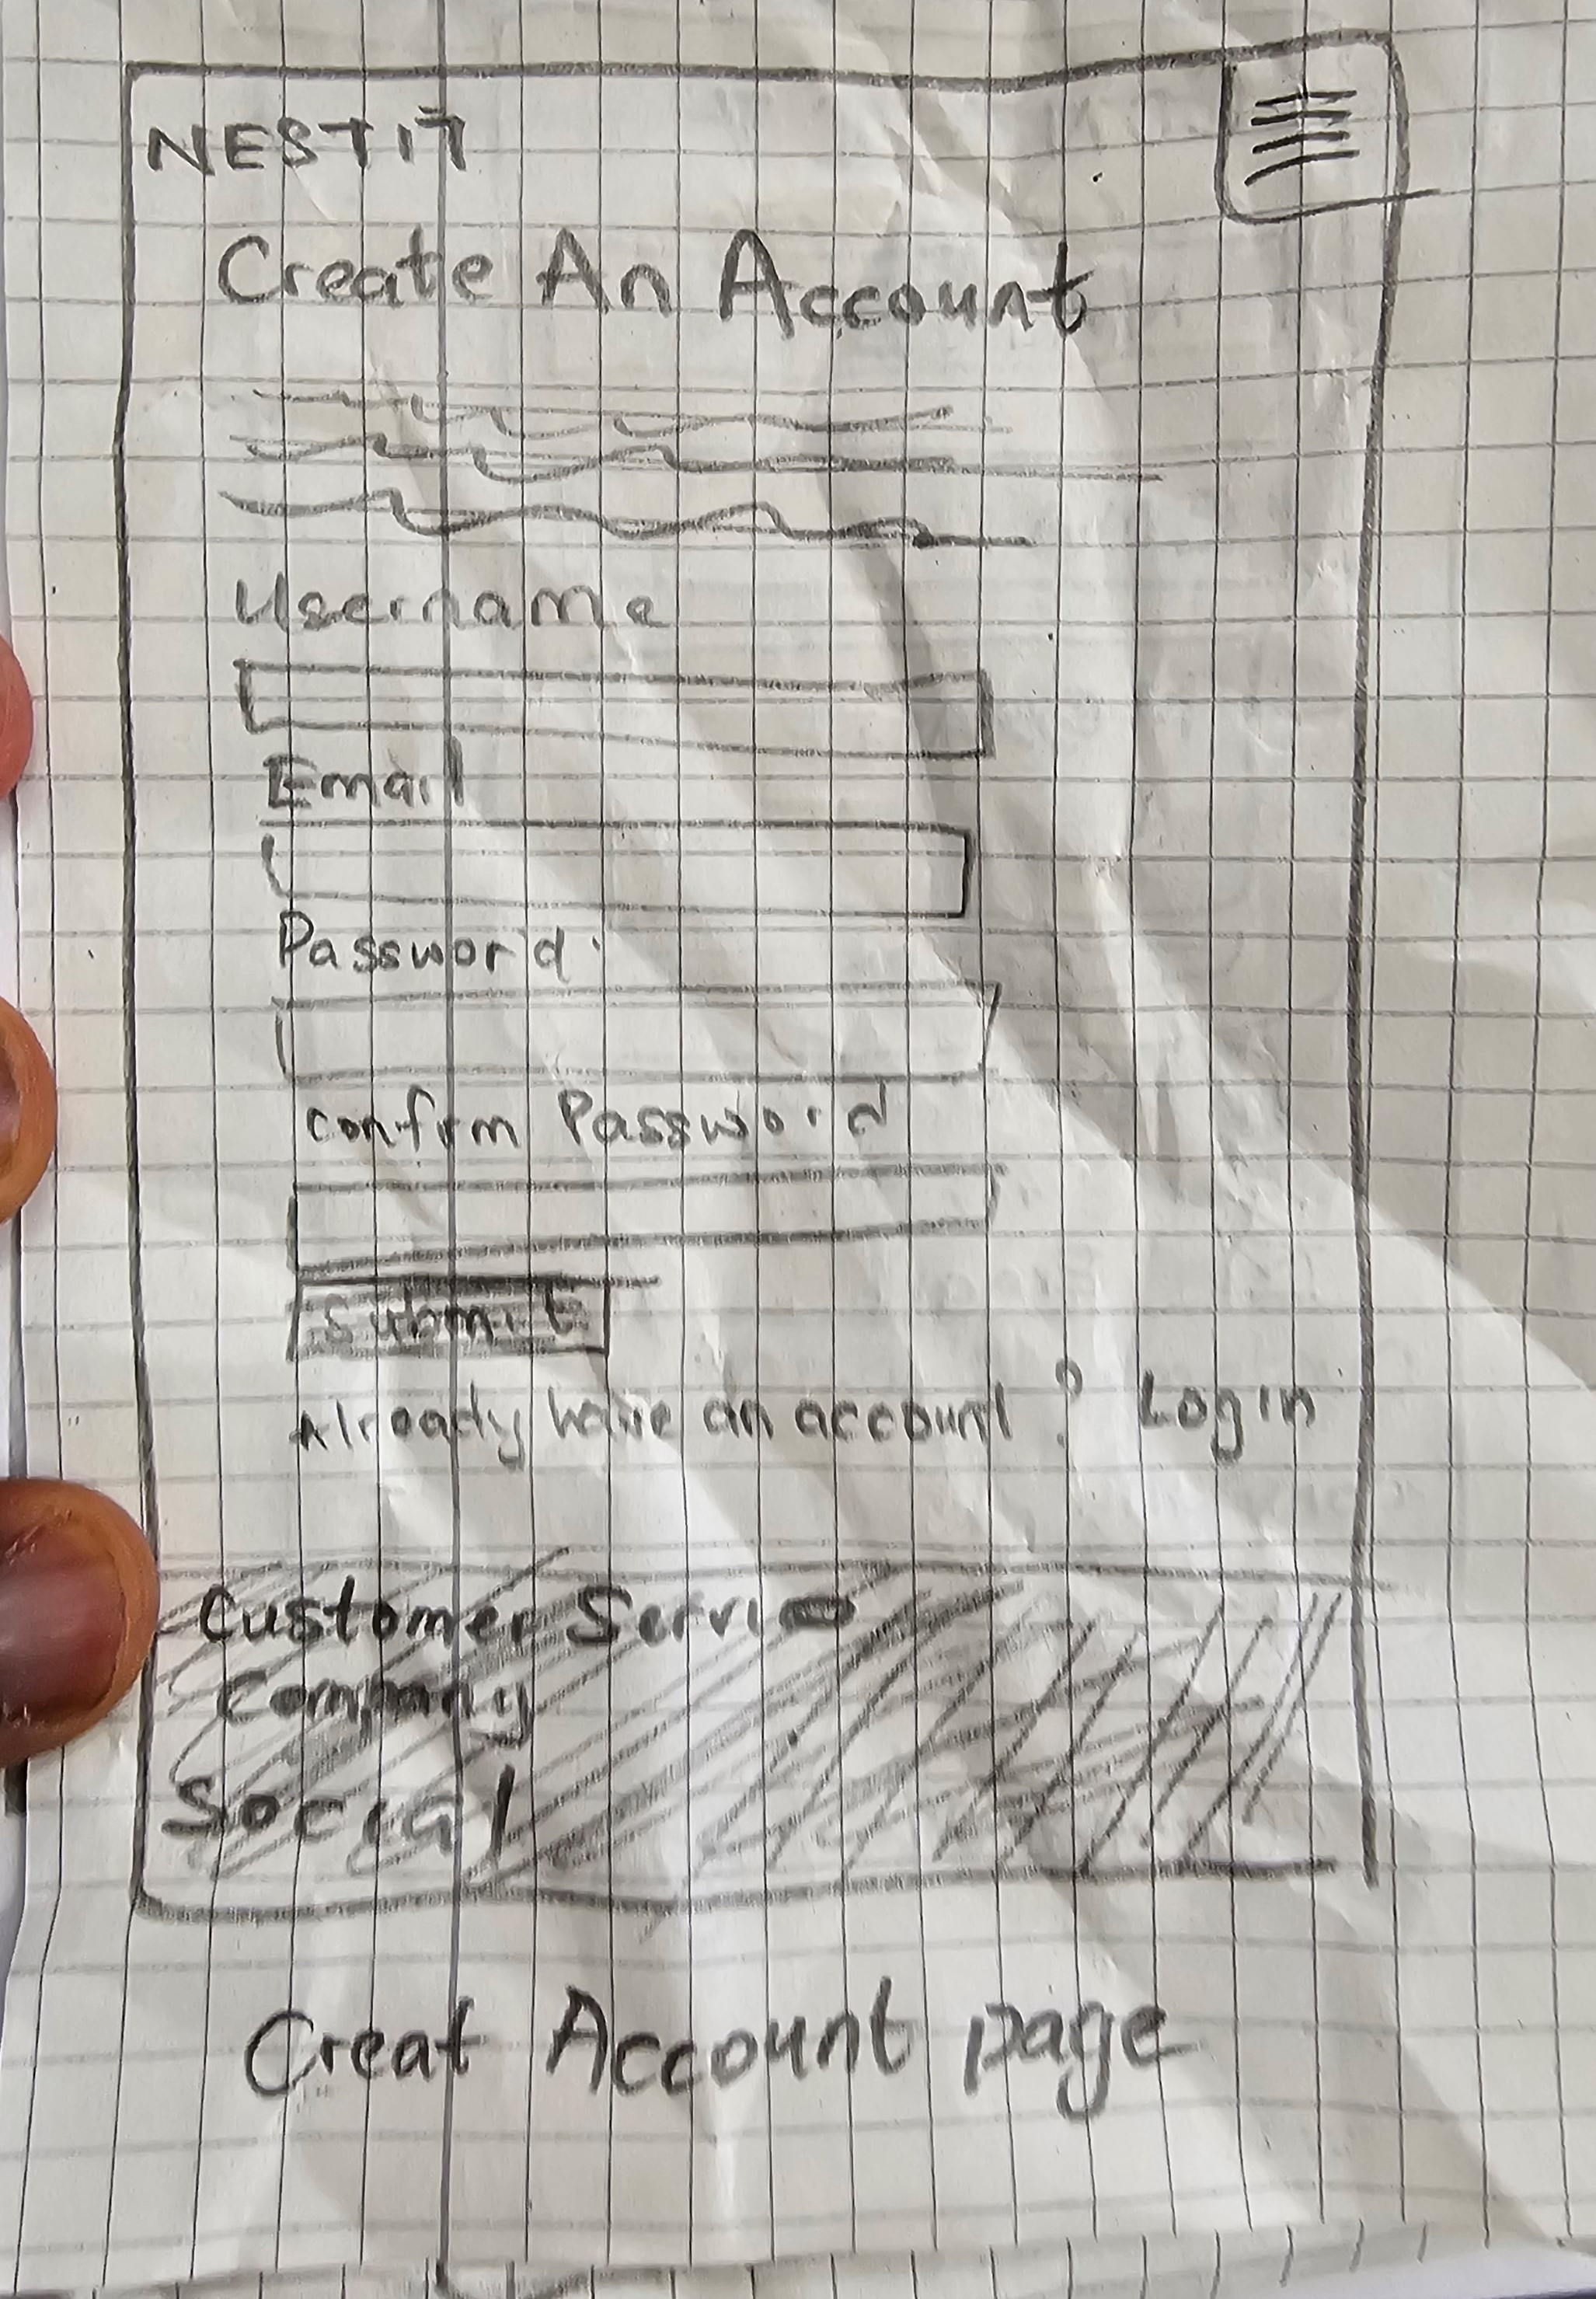 NESTIT
Create An Account
Username
Email
Password
confirm Password
Submit
Already have an account? Login
Customer Service
Company
Social
Creat Account page